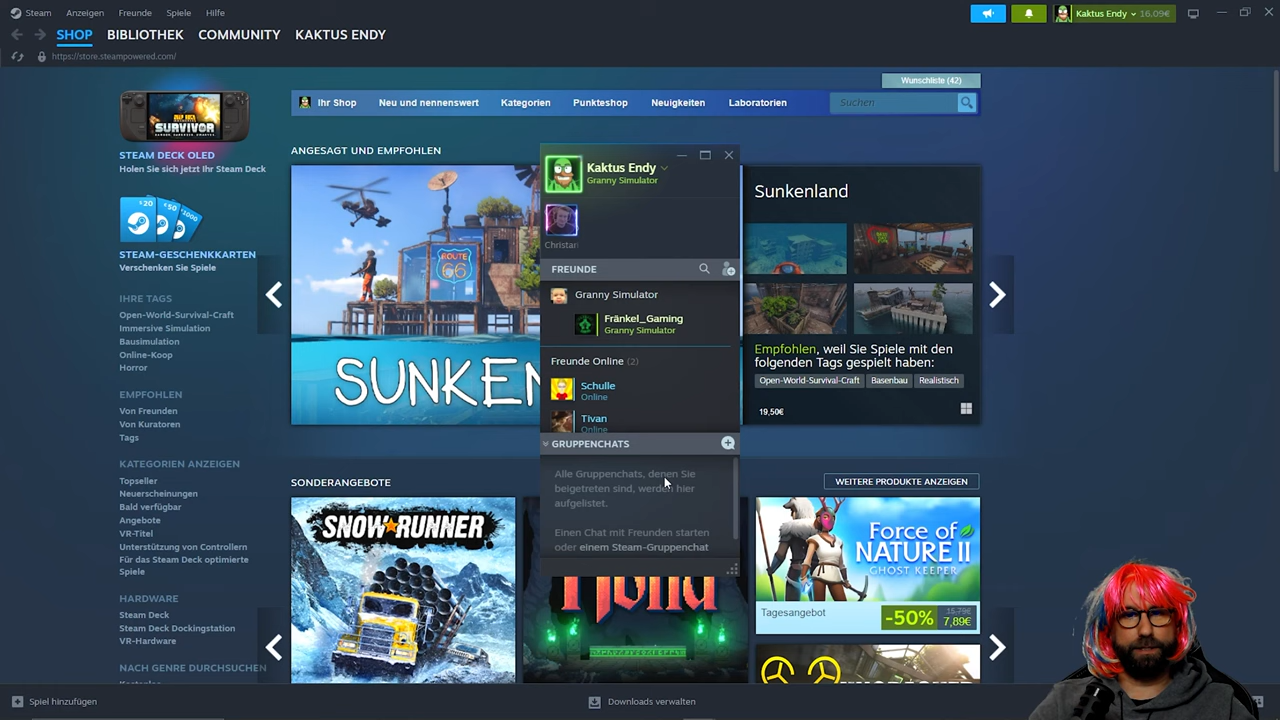 Steam Anzeigen Freunde Spiele Hilfe
Kaktus Endy 16,09€
SHOP BIBLIOTHEK COMMUNITY KAKTUS ENDY
https://store.steampowered.com/
Wunschliste (42)
Ihr Shop Neu und nennenswert Kategorien Punkteshop Neuigkeiten Laboratorien Suchen
SURVIVOR
STEAM DECK OLED
Holen Sie sich jetzt Ihr Steam Deck
$20 $50 $100
STEAM-GESCHENKKARTEN
Verschenken Sie Spiele
IHRE TAGS
Open-World-Survival-Craft
Immersive Simulation
Bausimulation
Online-Koop
Horror
EMPFOHLEN
Von Freunden
Von Kuratoren
Tags
KATEGORIEN ANZEIGEN
Topseller
Neuerscheinungen
Bald verfügbar
Angebote
VR-Titel
Unterstützung von Controllern
Für das Steam Deck optimierte
Spiele
HARDWARE
Steam Deck
Steam Deck Dockingstation
VR-Hardware
NACH GENRE DURCHSUCHEN
ANGESAGT UND EMPFOHLEN
ROUTE
66
SUNKEN
Kaktus Endy
Granny Simulator
Christari
FREUNDE
Granny Simulator
Fränkel_Gaming
Granny Simulator
Freunde Online (2)
Schulle
Online
Tivan
Online
GRUPPENCHATS
Alle Gruppenchats, denen Sie
beigetreten sind, werden hier
aufgelistet.
Einen Chat mit Freunden starten
oder einem Steam-Gruppenchat
Sunkenland
Empfohlen, weil Sie Spiele mit den
folgenden Tags gespielt haben:
Open-World-Survival-Craft Basenbau Realistisch
19,50€
SONDERANGEBOTE
WEITERE PRODUKTE ANZEIGEN
SNOWRUNNER
Force of
NATURE II
GHOST KEEPER
Tagesangebot
-50%
15,79€
7,89€
Spiel hinzufügen
Downloads verwalten